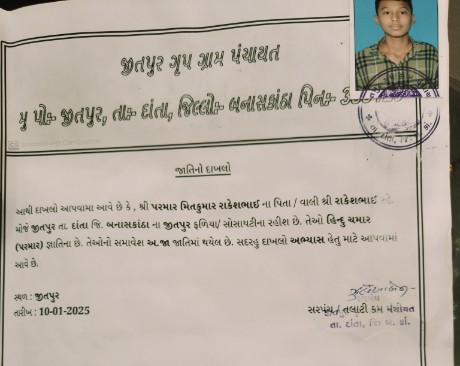 જીતપુર ગૃપ ગ્રામ પંચાયત
મુ પોઃ- જીતપુર, તાઃ- દાંતા, જિલ્લોઃ- બનાસકાંઠા પિનઃ-
જાતિનો દાખલો
આથી દાખલો આપવામાં આવે છે કે, શ્રી પરમાર મિતકુમાર રાકેશભાઈ ના પિતા/ વાલી શ્રી રાકેશભાઈ
મોજે જીતપુર તા. દાંતા જિ. બનાસકાંઠા ના જીતપુર ફળિયા/ સોસાયટીના રહીશ છે. તેઓ હિન્દુ ચમાર
(પરમાર) જ્ઞાતિના છે. તેઓનો સમાવેશ અ.જા જાતિમાં થયેલ છે. સદરહુ દાખલો અભ્યાસ હેતુ માટે આપવામાં
આવે છે.
સ્થળ : જીતપુર
તારીખ : 10-01-2025
સરપંચ / તલાટી કમ મંત્રી
તા. દાંતા, જિ. બ. કાં.